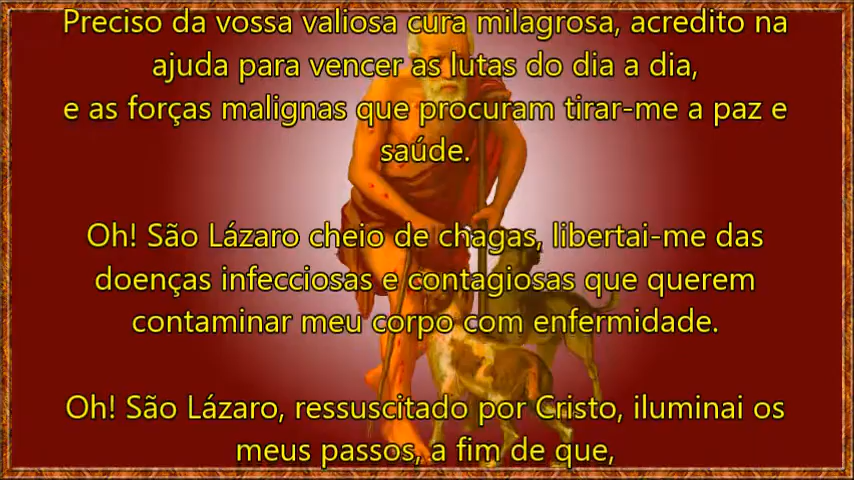 Preciso da vossa valiosa cura milagrosa, acredito na
ajuda para vencer as lutas do dia a dia,
e as forças malignas que procuram tirar-me a paz e
saúde.
Oh! São Lázaro cheio de chagas, libertai-me das
doenças infecciosas e contagiosas que querem
contaminar meu corpo com enfermidade.
Oh! São Lázaro, ressuscitado por Cristo, iluminai os
meus passos, a fim de que,